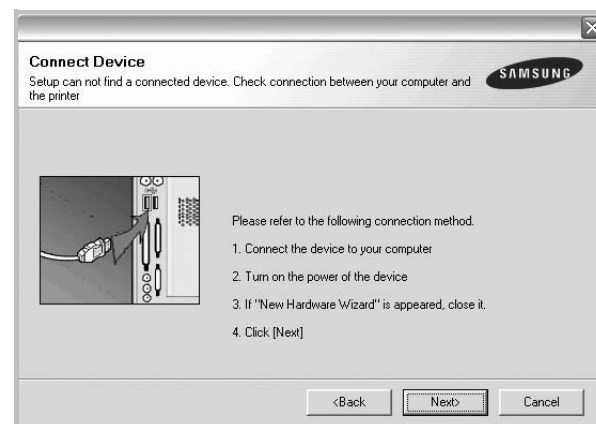 Connect Device
Setup can not find a connected device. Check connection between your computer and
the printer
SAMSUNG
Please refer to the following connection method.
1. Connect the device to your computer
2. Turn on the power of the device
3. If "New Hardware Wizard" is appeared, close it.
4. Click [Next]
<Back
Next>
Cancel